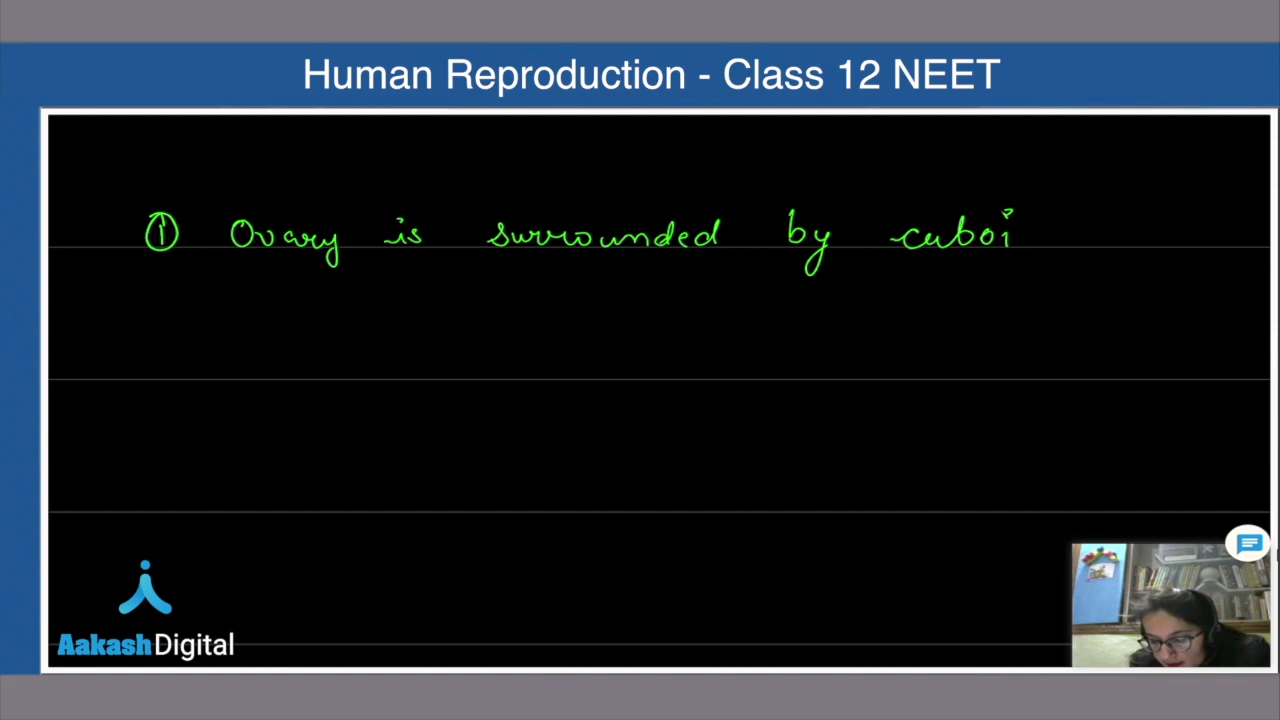 Human Reproduction - Class 12 NEET
① Ovary is surrounded by cuboi
Aakash Digital